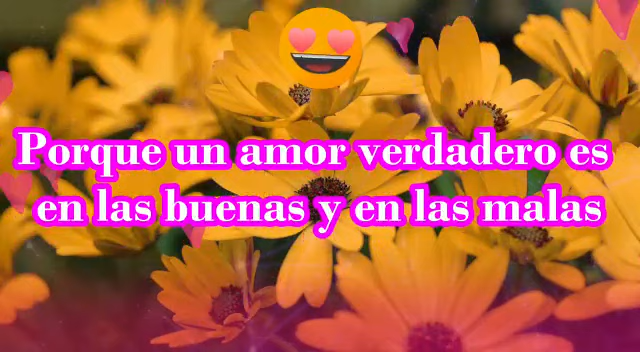 Porque un amor verdadero es
en las buenas y en las malas